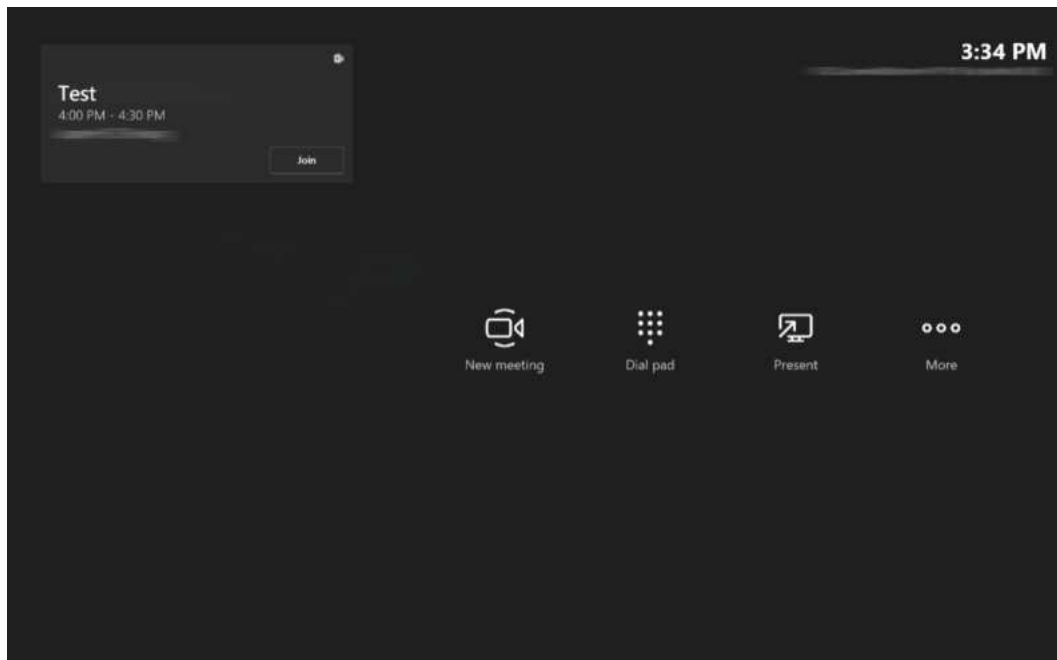 3:34 PM
Test
4:00 PM - 4:30 PM
Join
New meeting
Dial pad
Present
More